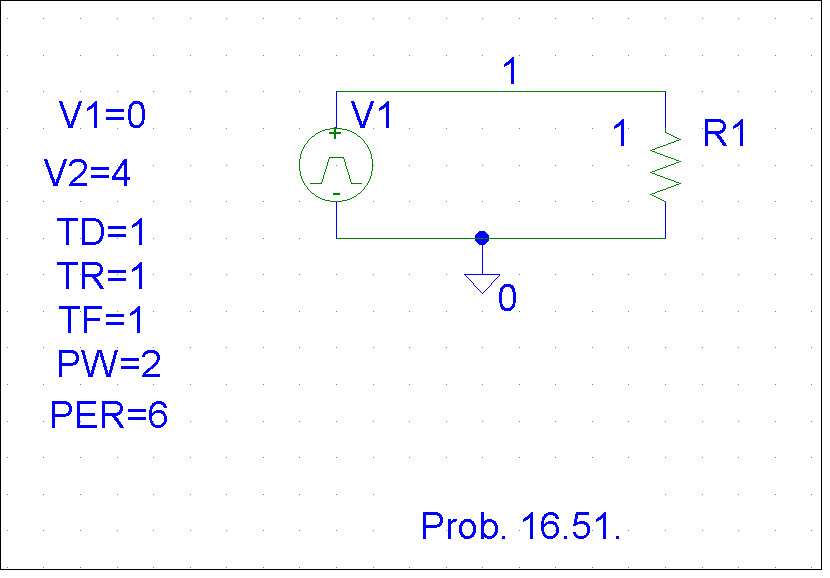 1
V1=0
V1
1
R1
V2=4
TD=1
TR=1
0
TF=1
PW=2
PER=6
Prob. 16.51.